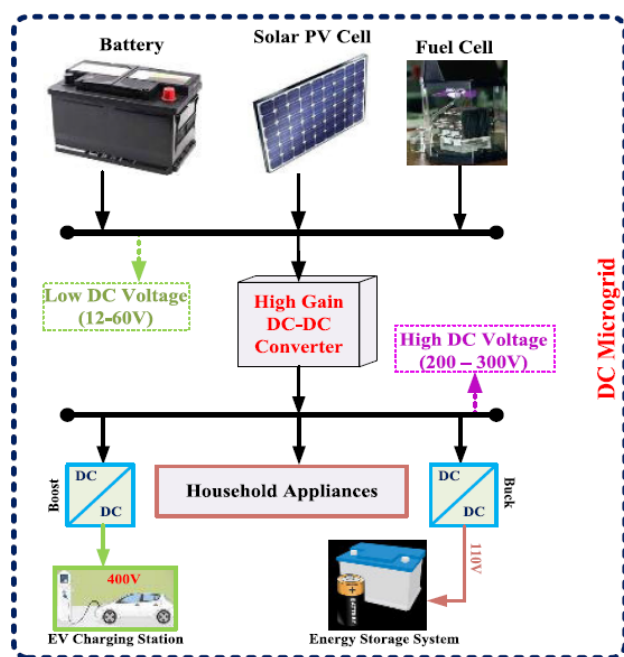 Battery
Solar PV Cell
Fuel Cell
Low DC Voltage
(12-60V)
High Gain
DC-DC
Converter
High DC Voltage
(200 – 300V)
DC Microgrid
Boost
DC
DC
Household Appliances
DC
DC
Buck
400V
110V
EV Charging Station
Energy Storage System